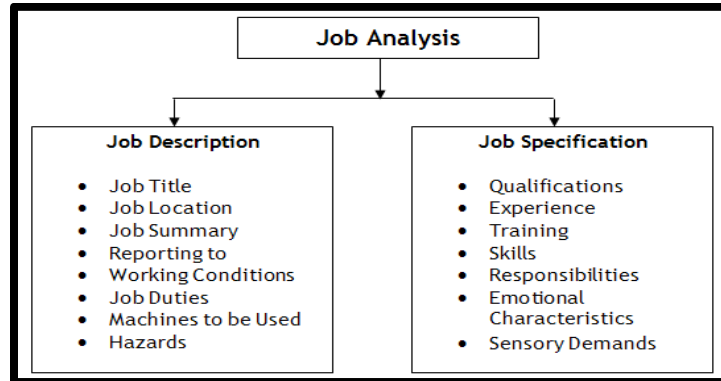 Job Analysis
Job Description
• Job Title
• Job Location
• Job Summary
• Reporting to
• Working Conditions
• Job Duties
• Machines to be Used
• Hazards
Job Specification
• Qualifications
• Experience
• Training
• Skills
• Responsibilities
• Emotional
Characteristics
• Sensory Demands